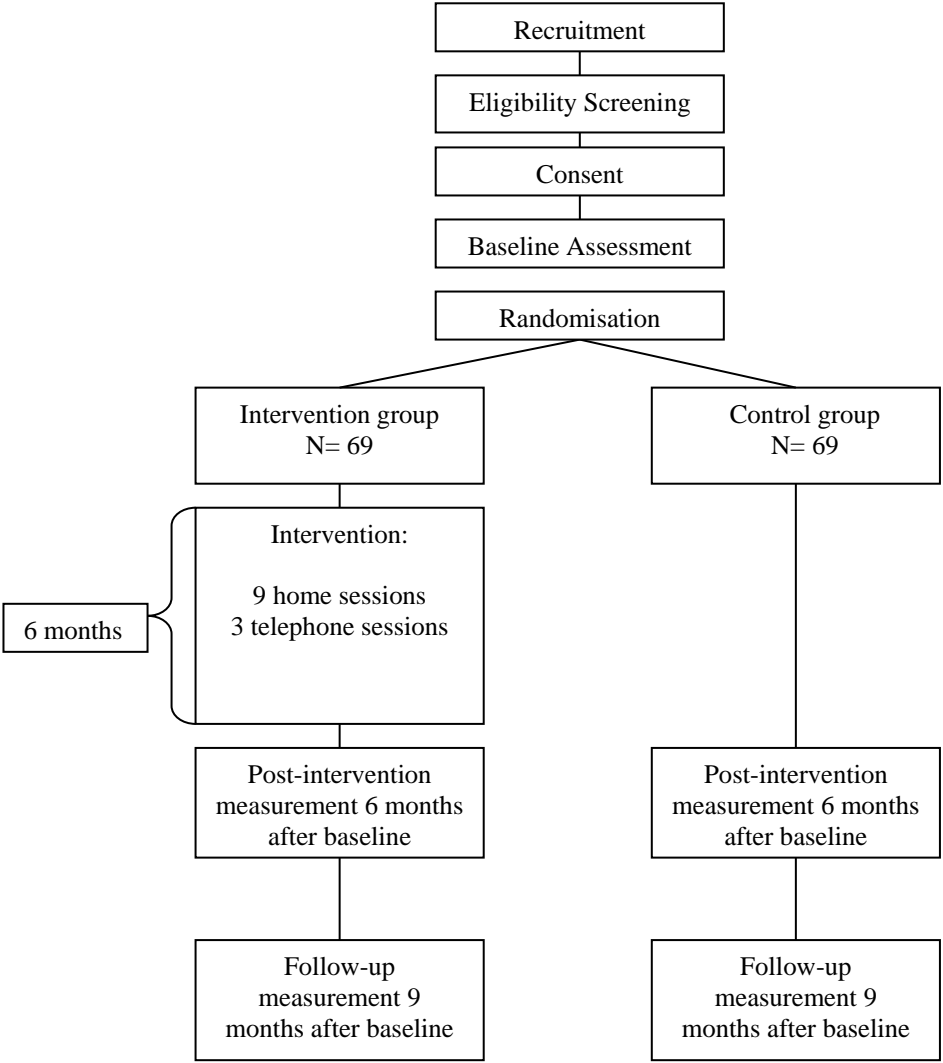 Recruitment
Eligibility Screening
Consent
Baseline Assessment
Randomisation
Intervention group
N= 69
Control group
N= 69
Intervention:
9 home sessions
3 telephone sessions
6 months
Post-intervention
measurement 6 months
after baseline
Post-intervention
measurement 6 months
after baseline
Follow-up
measurement 9
months after baseline
Follow-up
measurement 9
months after baseline